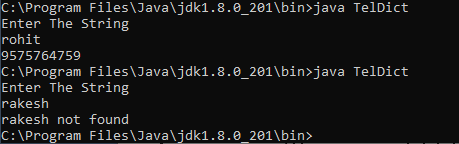 C:\Program Files\Java\jdk1.8.0_201\bin>java TelDict
Enter The String
rohit
9575764759
C:\Program Files\Java\jdk1.8.0_201\bin>java TelDict
Enter The String
rakesh
rakesh not found
C:\Program Files\Java\jdk1.8.0_201\bin>